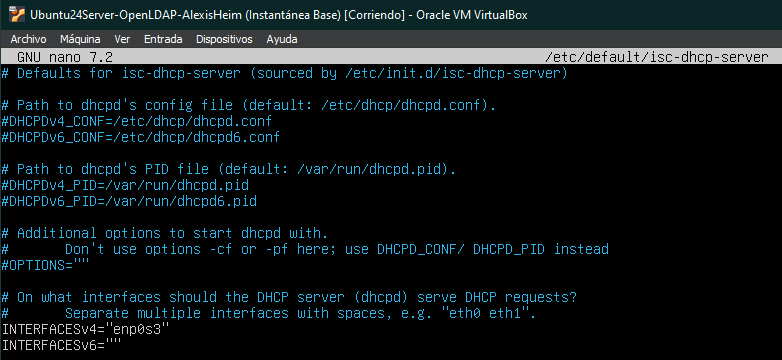 Ubuntu24Server-OpenLDAP-AlexisHeim (Instantánea Base) [Corriendo] - Oracle VM VirtualBox
Archivo Máquina Ver Entrada Dispositivos Ayuda
GNU nano 7.2 /etc/default/isc-dhcp-server
# Defaults for isc-dhcp-server (sourced by /etc/init.d/isc-dhcp-server)
# Path to dhcpd's config file (default: /etc/dhcp/dhcpd.conf).
#DHCPDv4_CONF=/etc/dhcp/dhcpd.conf
#DHCPDv6_CONF=/etc/dhcp/dhcpd6.conf
# Path to dhcpd's PID file (default: /var/run/dhcpd.pid).
#DHCPDv4_PID=/var/run/dhcpd.pid
#DHCPDv6_PID=/var/run/dhcpd6.pid
# Additional options to start dhcpd with.
#       Don't use options -cf or -pf here; use DHCPD_CONF/ DHCPD_PID instead
#OPTIONS=""
# On what interfaces should the DHCP server (dhcpd) serve DHCP requests?
#       Separate multiple interfaces with spaces, e.g. "eth0 eth1".
INTERFACESv4="enp0s3"
INTERFACESv6=""